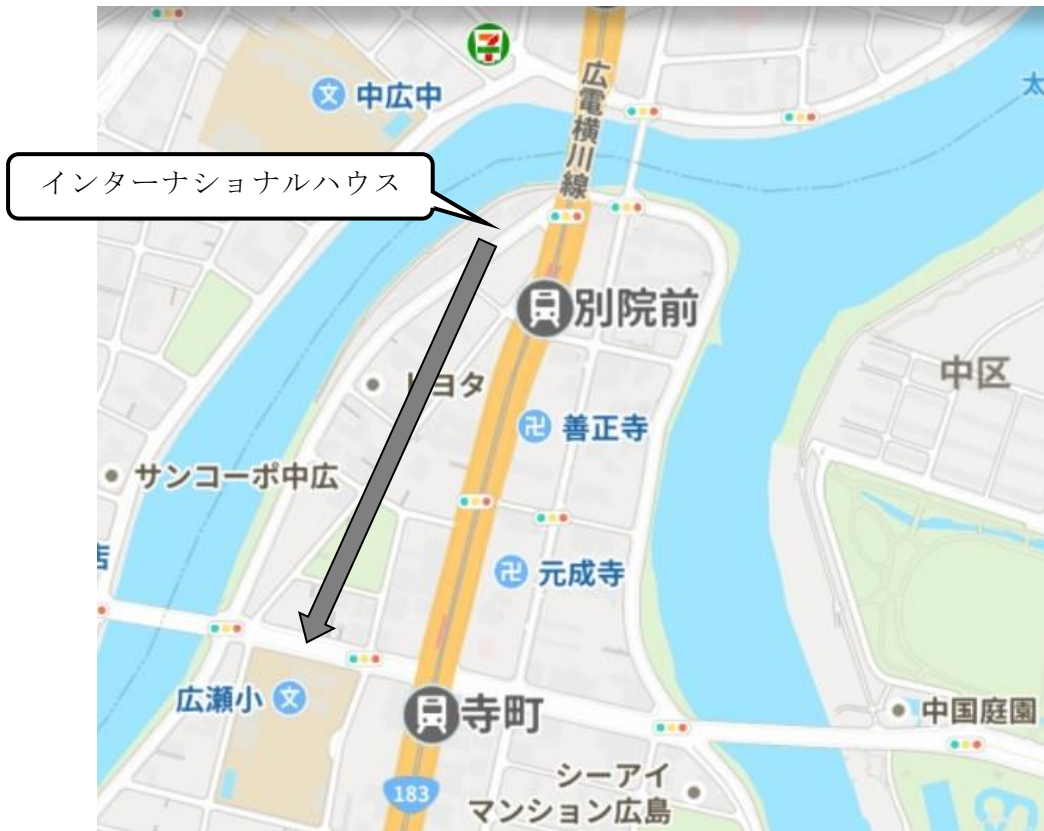 中広中
広電横川線
太
インターナショナルハウス
別院前
中区
トヨタ
善正寺
サンコーポ中広
店
元成寺
広瀬小
寺町
中国庭園
183
シーアイ
マンション広島